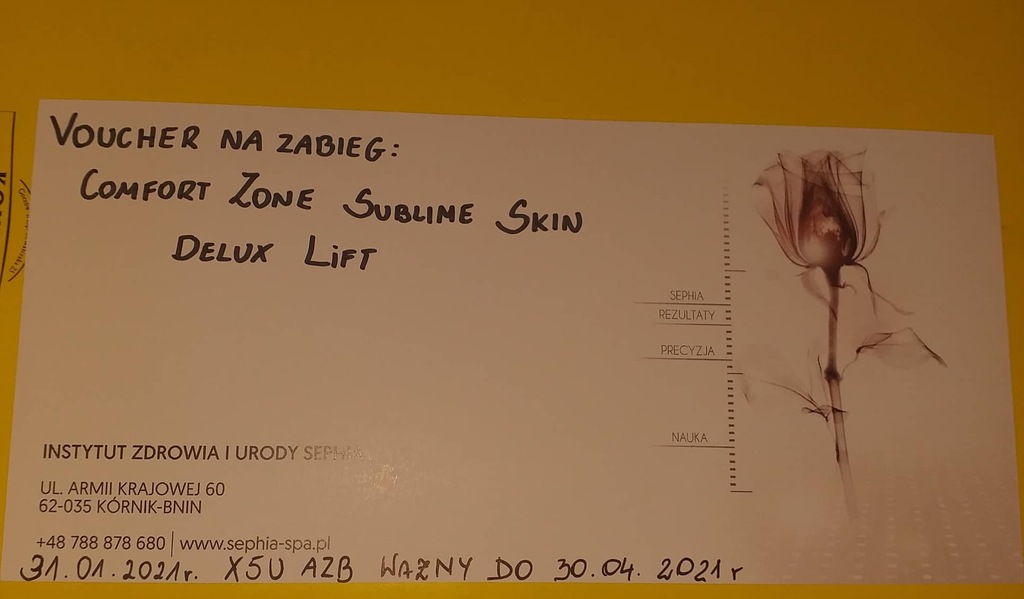 VOUCHER NA ZABIEG:
COMFORT ZONE SUBLIME SKIN
DELUX LIFT
SEPHIA
REZULTATY
PRECYZJA
NAUKA
INSTYTUT ZDROWIA I URODY SEPHIA
UL. ARMII KRAJOWEJ 60
62-035 KÓRNIK-BNIN
+48 788 878 680 | www.sephia-spa.pl
31.01.2021r. X5U AZB WAŻNY DO 30.04. 2021 r